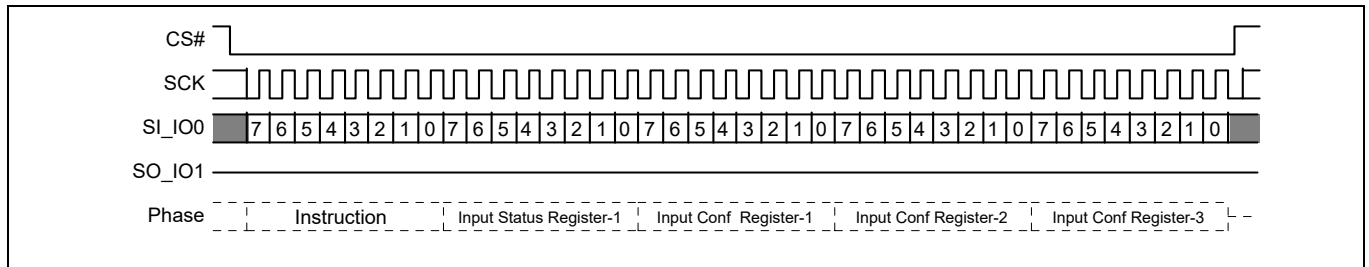 CS#
SCK
SI_IO0 7 6 5 4 3 2 1 0 7 6 5 4 3 2 1 0 7 6 5 4 3 2 1 0 7 6 5 4 3 2 1 0 7 6 5 4 3 2 1 0
SO_IO1
Phase Instruction Input Status Register-1 Input Conf Register-1 Input Conf Register-2 Input Conf Register-3